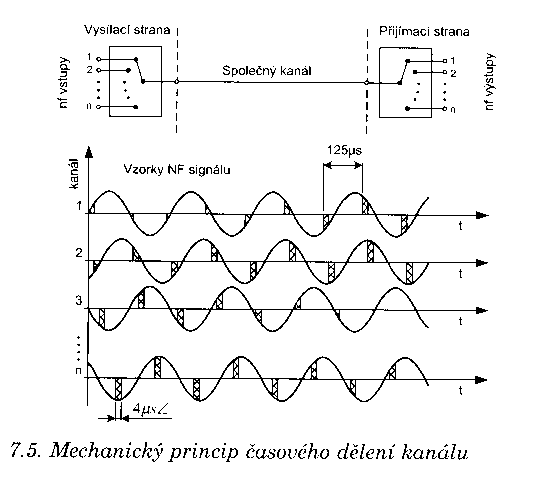 Vysílací strana
Přijímací strana
nf vstupy
1
2
n
Společný kanál
1
2
n
nf výstupy
125µs
kanál
Vzorky NF signálu
1
t
2
t
3
t
n
t
4µs
7.5. Mechanický princip časového dělení kanálu